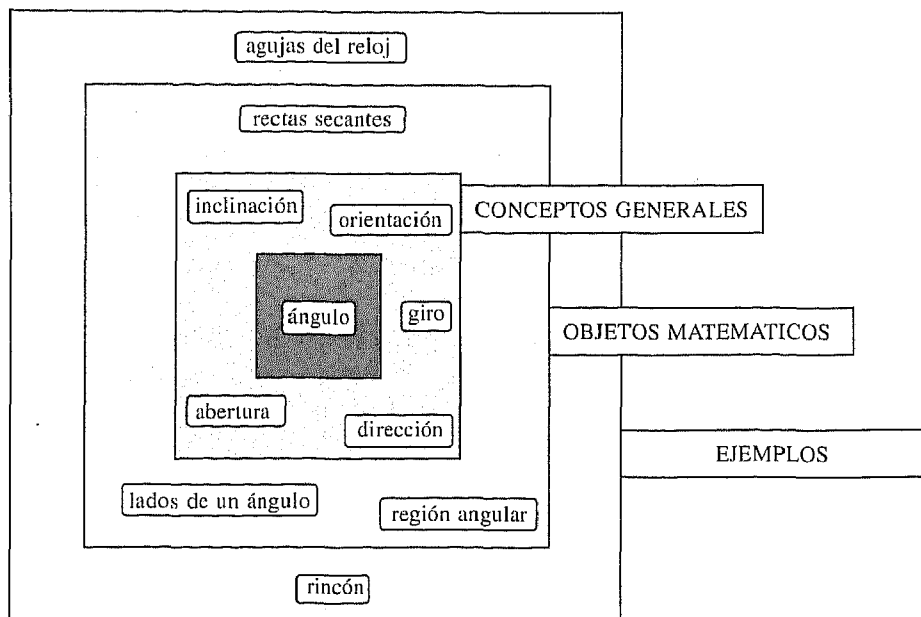 agujas del reloj
rectas secantes
inclinación
orientación
CONCEPTOS GENERALES
ángulo
giro
OBJETOS MATEMATICOS
abertura
dirección
EJEMPLOS
lados de un ángulo
región angular
rincón